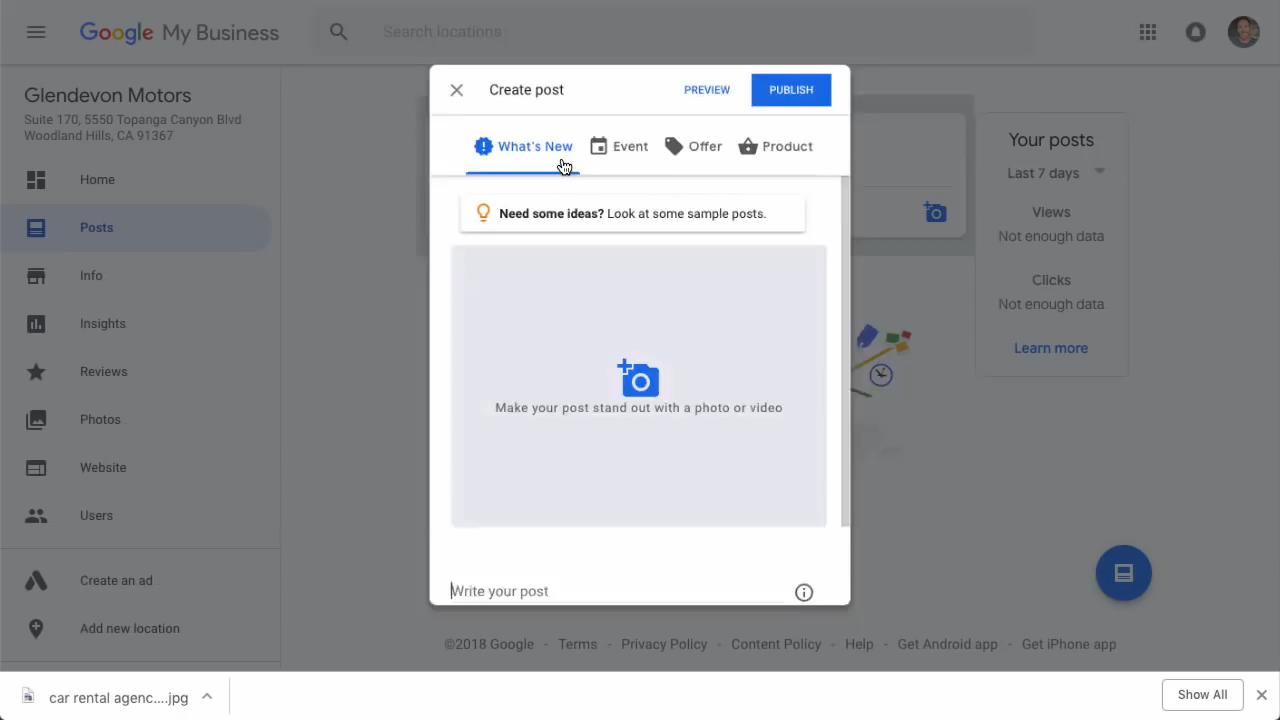 Google My Business
Search locations
Glendevon Motors
Suite 170, 5550 Topanga Canyon Blvd
Woodland Hills, CA 91367
Home
Posts
Info
Insights
Reviews
Photos
Website
Users
Create an ad
Add new location
Create post
PREVIEW
PUBLISH
What's New
Event
Offer
Product
Need some ideas? Look at some sample posts.
Make your post stand out with a photo or video
Write your post
Your posts
Last 7 days
Views
Not enough data
Clicks
Not enough data
Learn more
©2018 Google - Terms - Privacy Policy - Content Policy - Help - Get Android app - Get iPhone app
car rental agenc....jpg
Show All